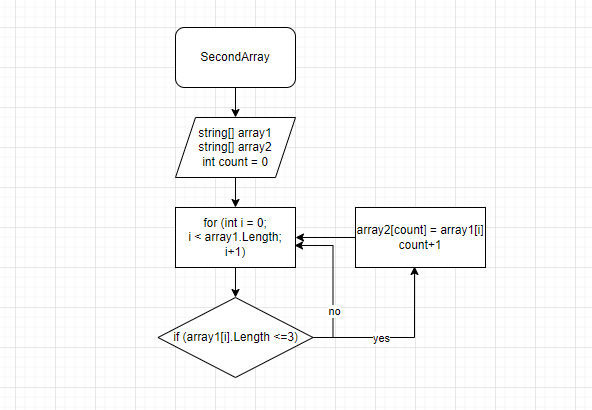 SecondArray
string[] array1
string[] array2
int count = 0
for (int i = 0;
i < array1.Length;
i+1)
array2[count] = array1[i]
count+1
no
if (array1[i].Length <=3)
yes